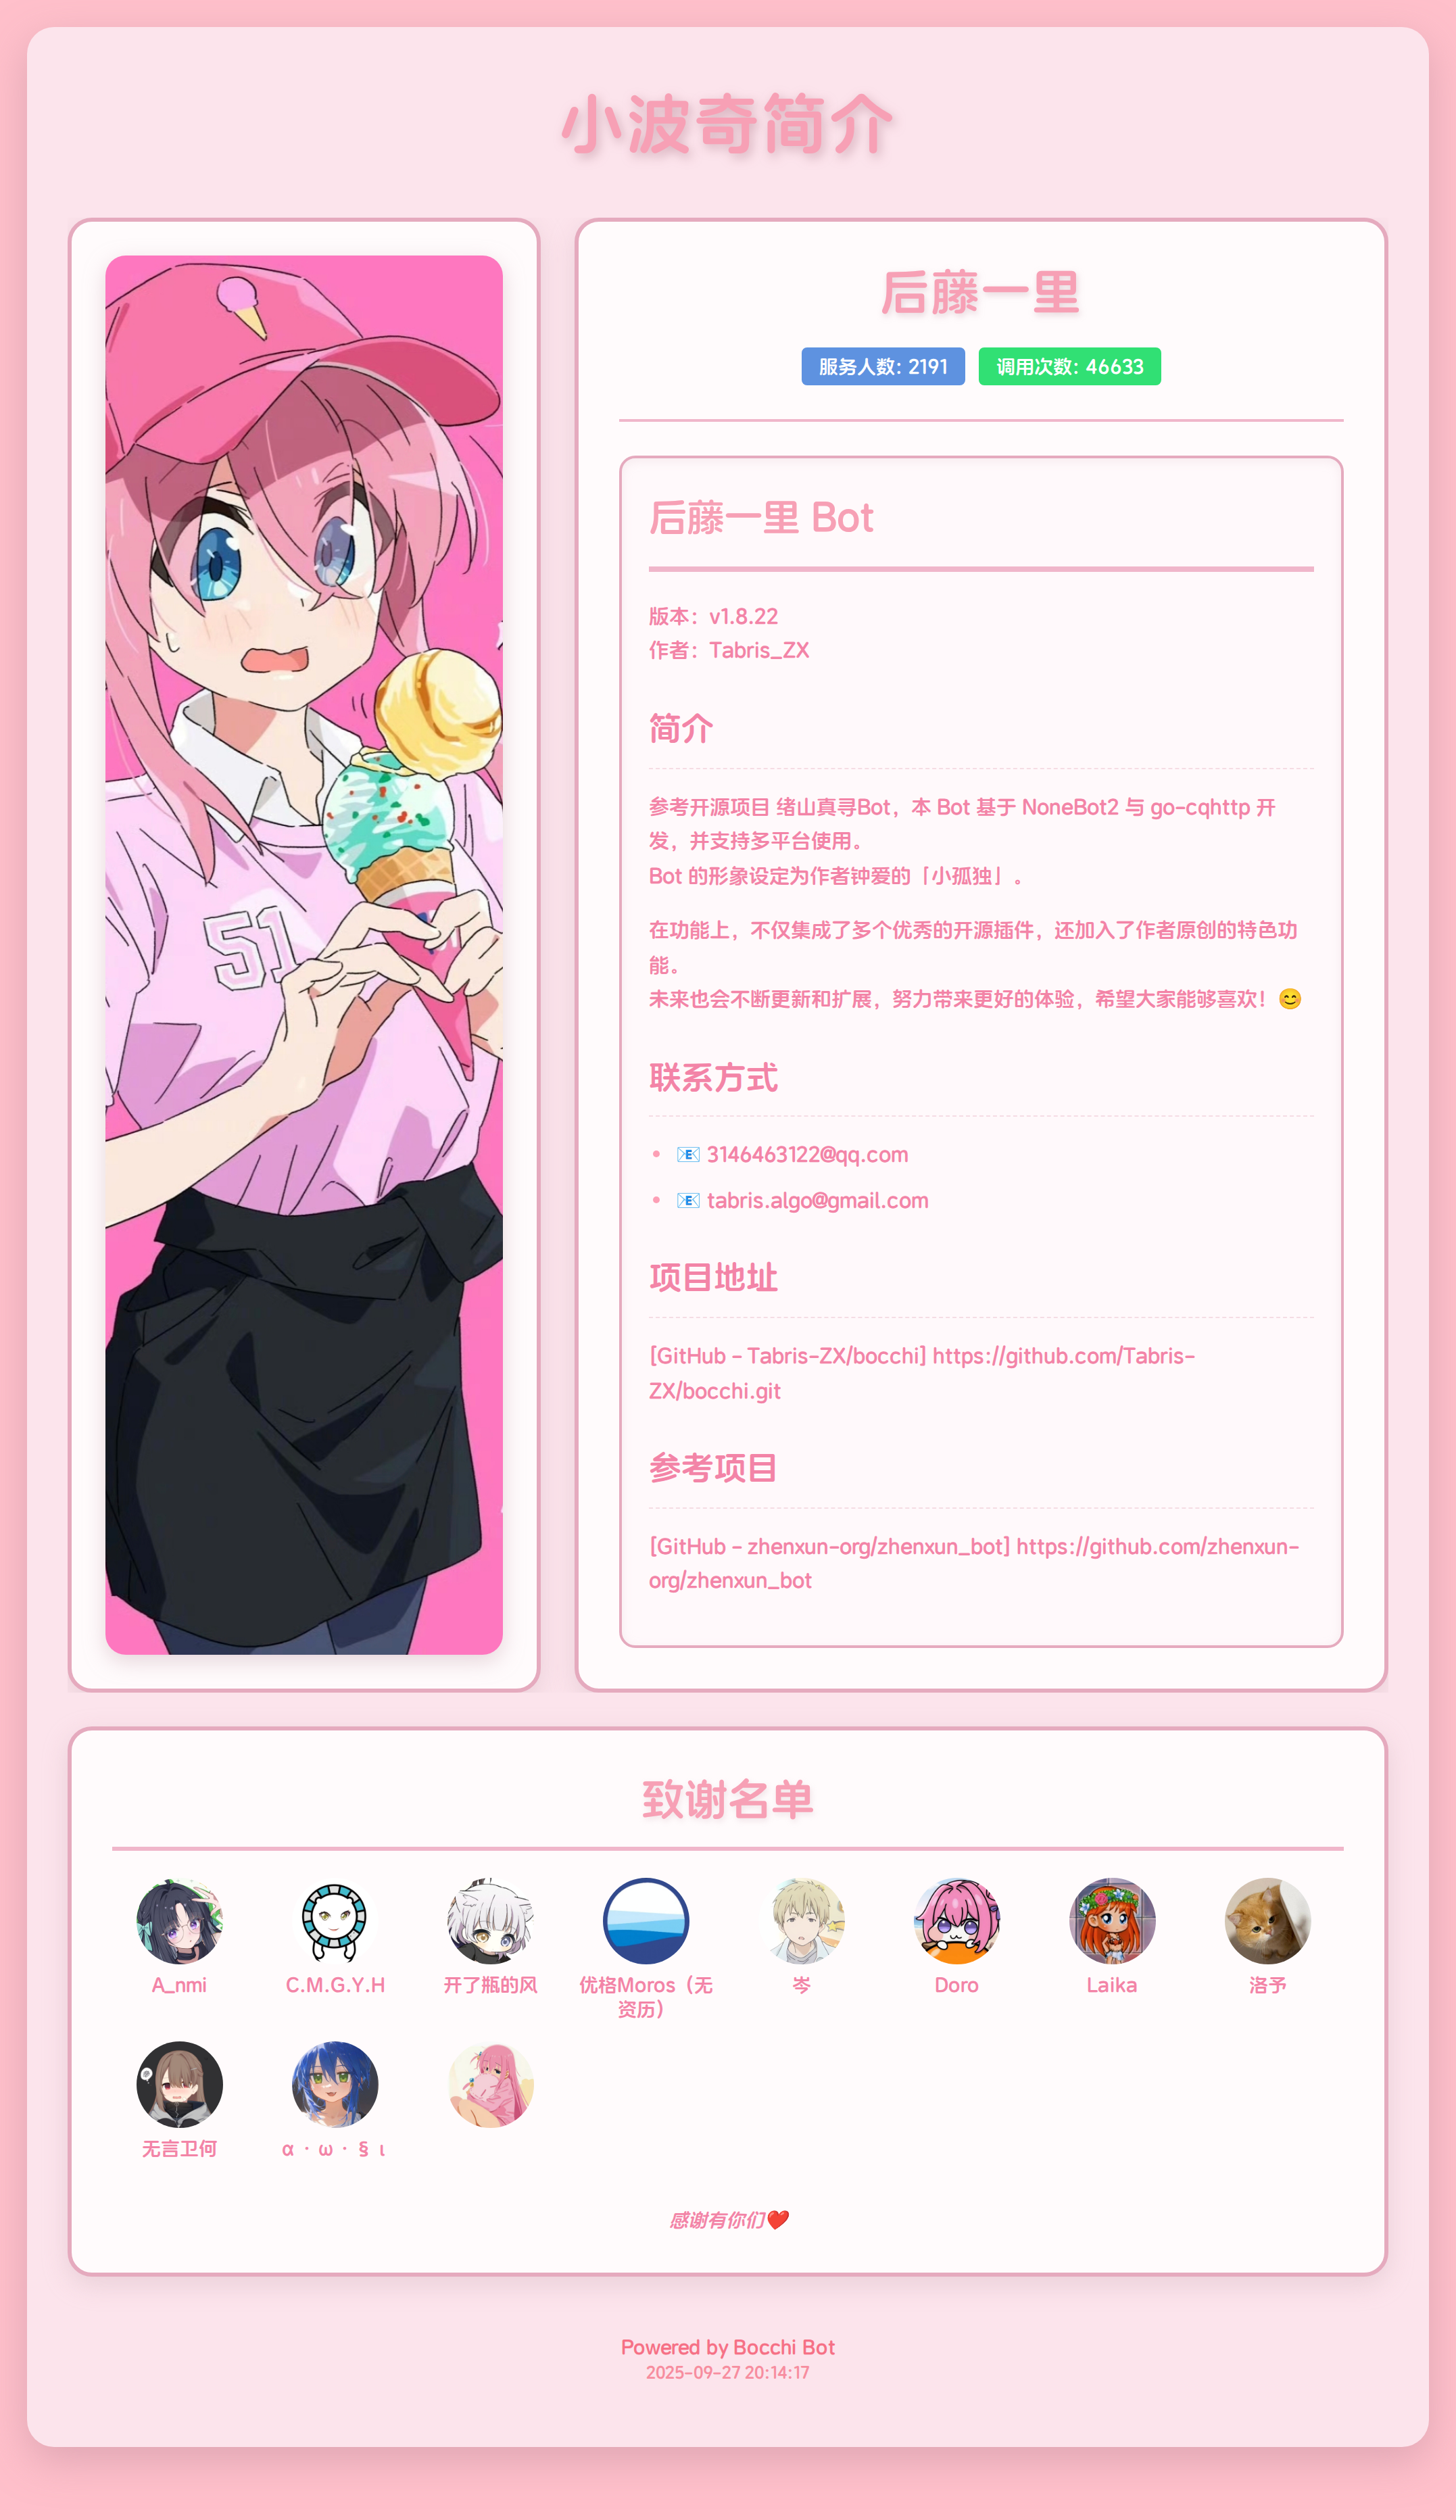 小波奇简介
51
后藤一里
服务人数: 2191
调用次数: 46633
后藤一里 Bot
版本：v1.8.22
作者：Tabris_ZX
简介
参考开源项目 绪山真寻Bot，本 Bot 基于 NoneBot2 与 go-cqhttp 开
发，并支持多平台使用。
Bot 的形象设定为作者钟爱的「小孤独」。
在功能上，不仅集成了多个优秀的开源插件，还加入了作者原创的特色功
能。
未来也会不断更新和扩展，努力带来更好的体验，希望大家能够喜欢！😊
联系方式
• 📧 3146463122@qq.com
• 📧 tabris.algo@gmail.com
项目地址
[GitHub - Tabris-ZX/bocchi] https://github.com/Tabris-
ZX/bocchi.git
参考项目
[GitHub - zhenxun-org/zhenxun_bot] https://github.com/zhenxun-
org/zhenxun_bot
致谢名单
A_nmi
C.M.G.Y.H
开了瓶的风
优格Moros（无
资历）
岑
Doro
Laika
洛予
无言卫何
α · ω · § ι
感谢有你们❤️
Powered by Bocchi Bot
2025-09-27 20:14:17